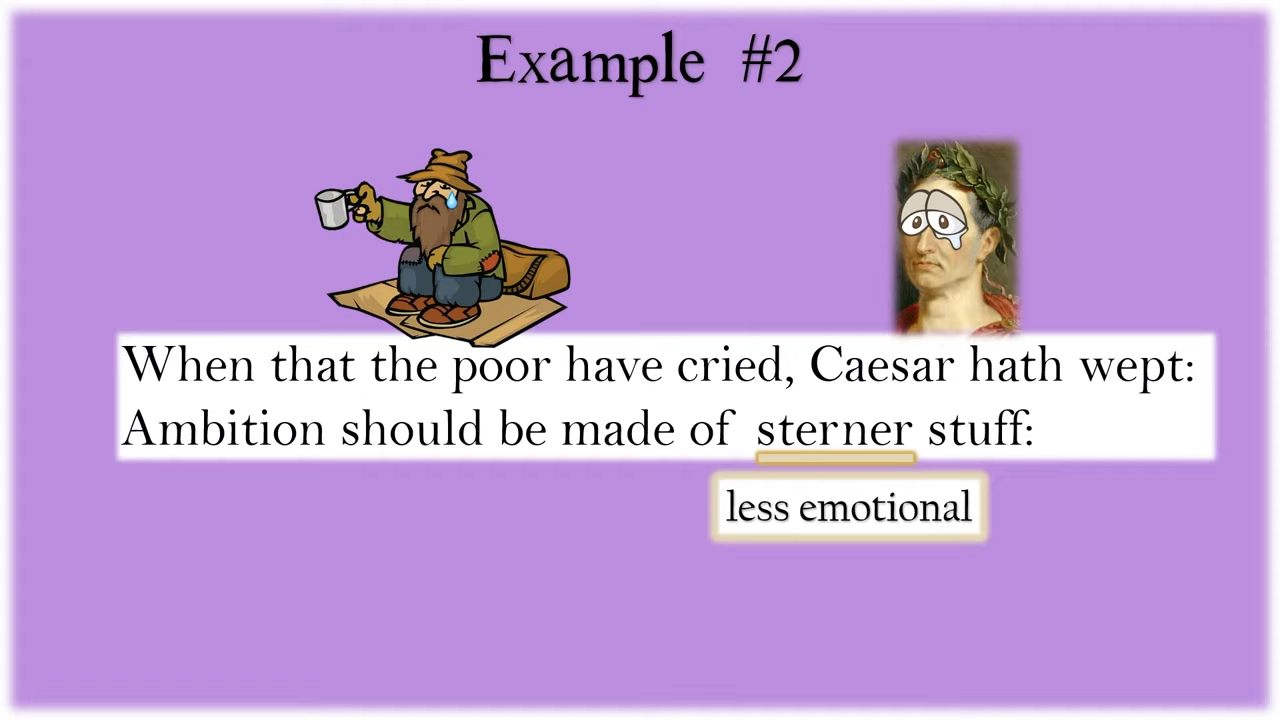 Example #2
When that the poor have cried, Caesar hath wept:
Ambition should be made of sterner stuff:
less emotional